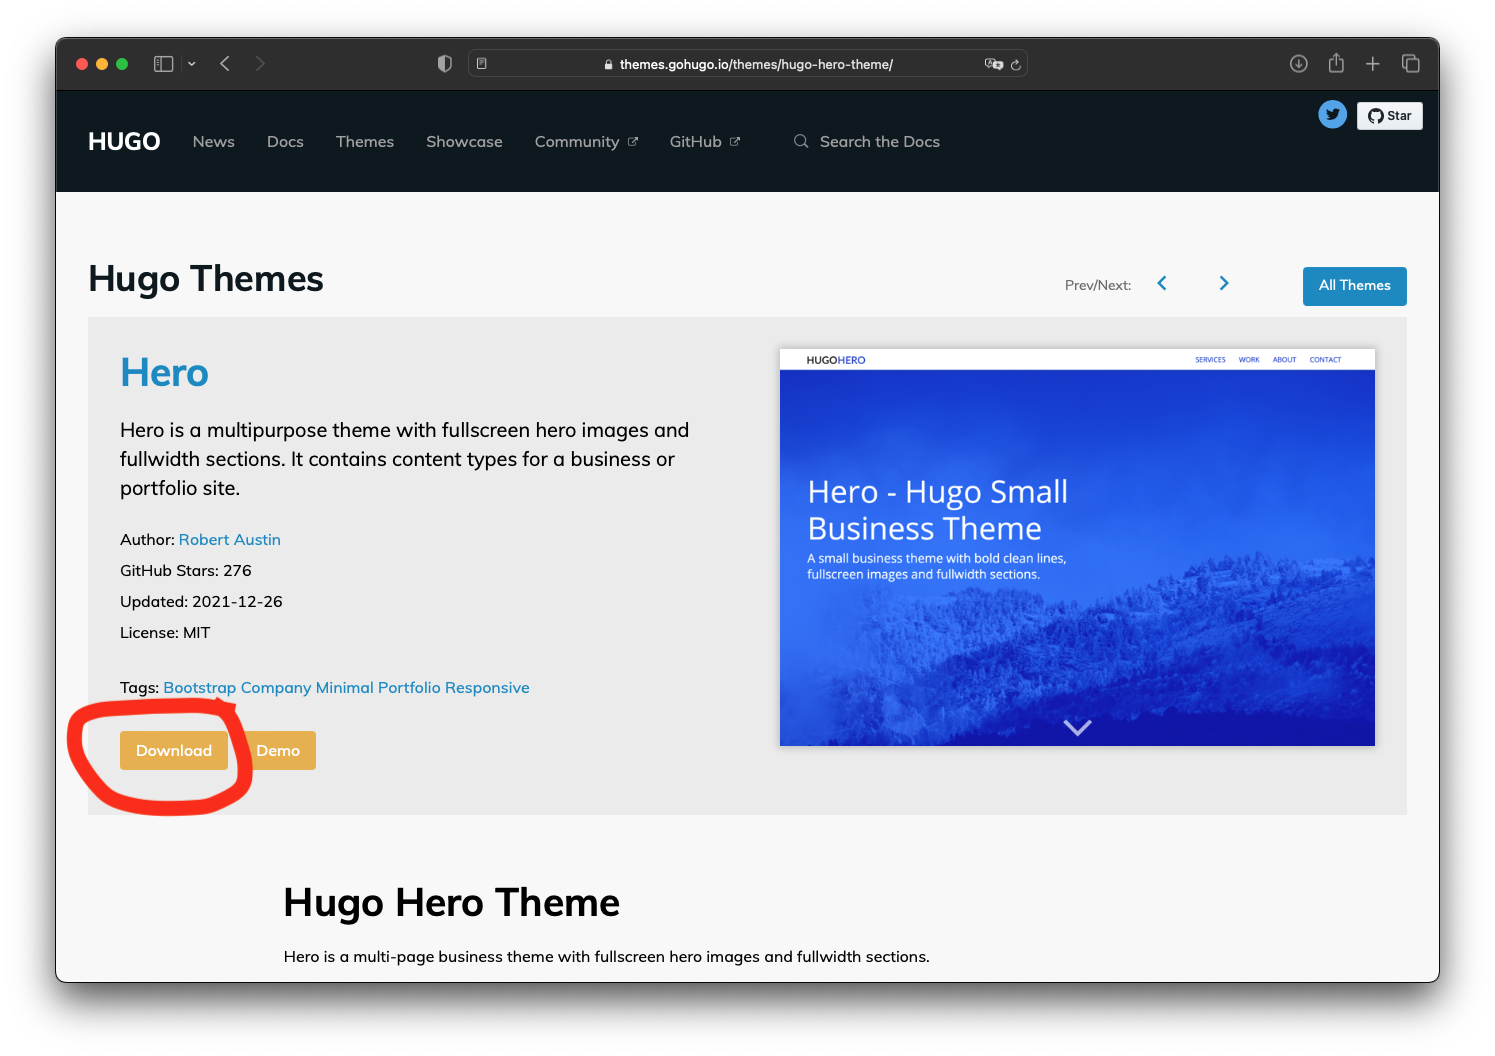 themes.gohugo.io/themes/hugo-hero-theme/
Star
HUGO News Docs Themes Showcase Community GitHub Search the Docs
Hugo Themes
Prev/Next:
All Themes
Hero
Hero is a multipurpose theme with fullscreen hero images and
fullwidth sections. It contains content types for a business or
portfolio site.
Author: Robert Austin
GitHub Stars: 276
Updated: 2021-12-26
License: MIT
Tags: Bootstrap Company Minimal Portfolio Responsive
Download Demo
HUGOHERO SERVICES WORK ABOUT CONTACT
Hero - Hugo Small
Business Theme
A small business theme with bold clean lines,
fullscreen images and fullwidth sections.
Hugo Hero Theme
Hero is a multi-page business theme with fullscreen hero images and fullwidth sections.